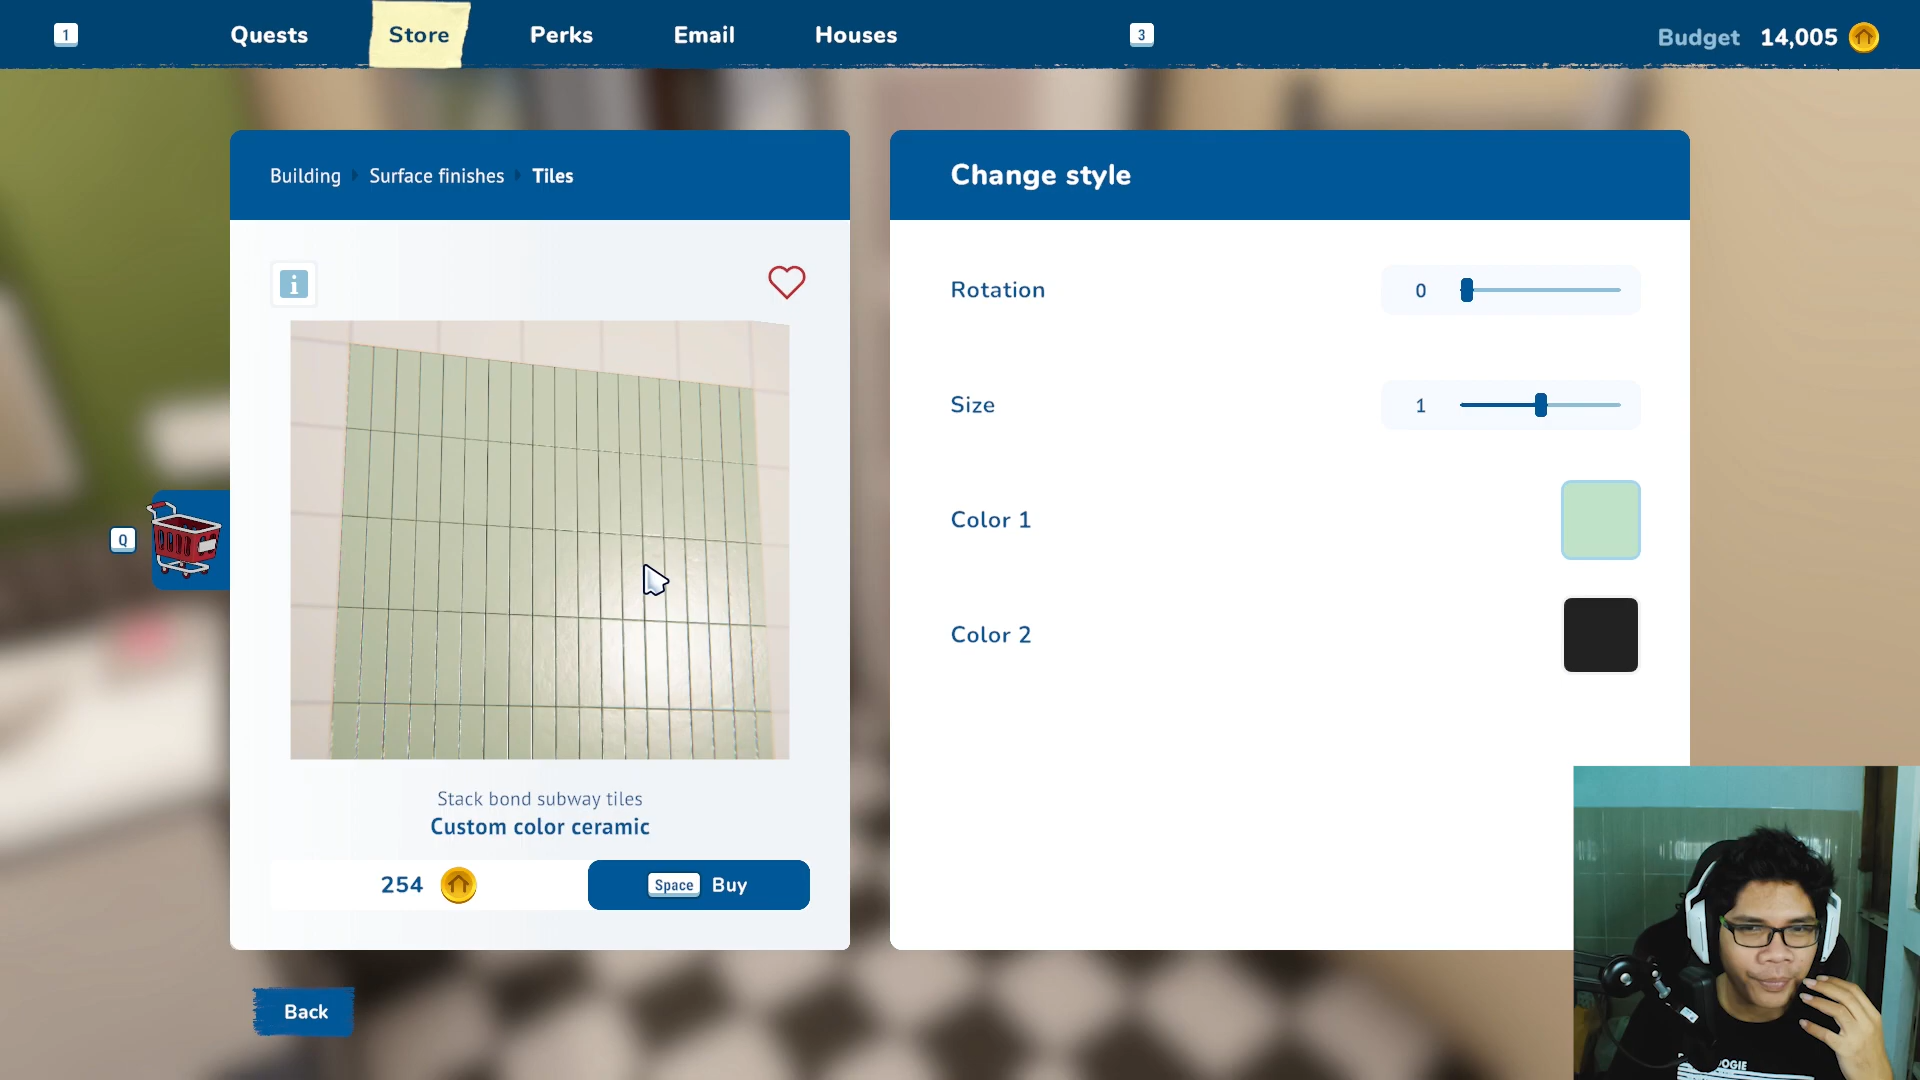 1
Quests
Store
Perks
Email
Houses
3
Budget 14,005
Building Surface finishes Tiles
Change style
i
Rotation 0
Size 1
Color 1
Q
Color 2
Stack bond subway tiles
Custom color ceramic
254
Space Buy
Back
OGIE